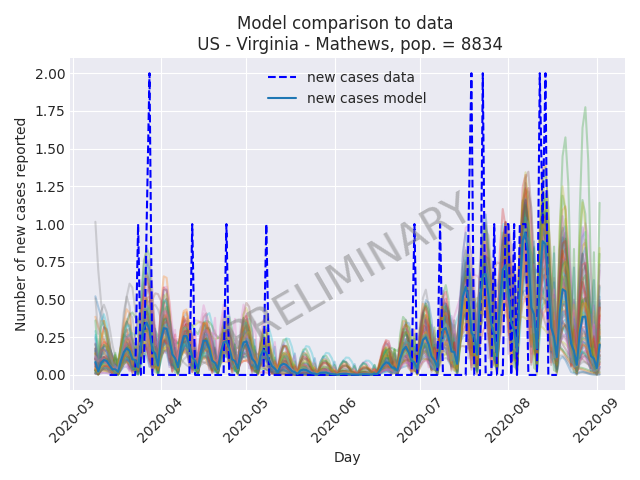 Model comparison to data
US - Virginia - Mathews, pop. = 8834
new cases data
new cases model
Number of new cases reported
2.00
1.75
1.50
1.25
1.00
0.75
0.50
0.25
0.00
PRELIMINARY
2020-03
2020-04
2020-05
2020-06
2020-07
2020-08
2020-09
Day